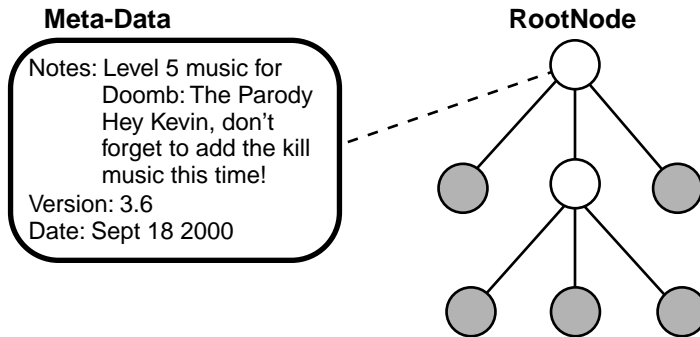 Meta-Data
RootNode
Notes: Level 5 music for
Doomb: The Parody
Hey Kevin, don't
forget to add the kill
music this time!
Version: 3.6
Date: Sept 18 2000